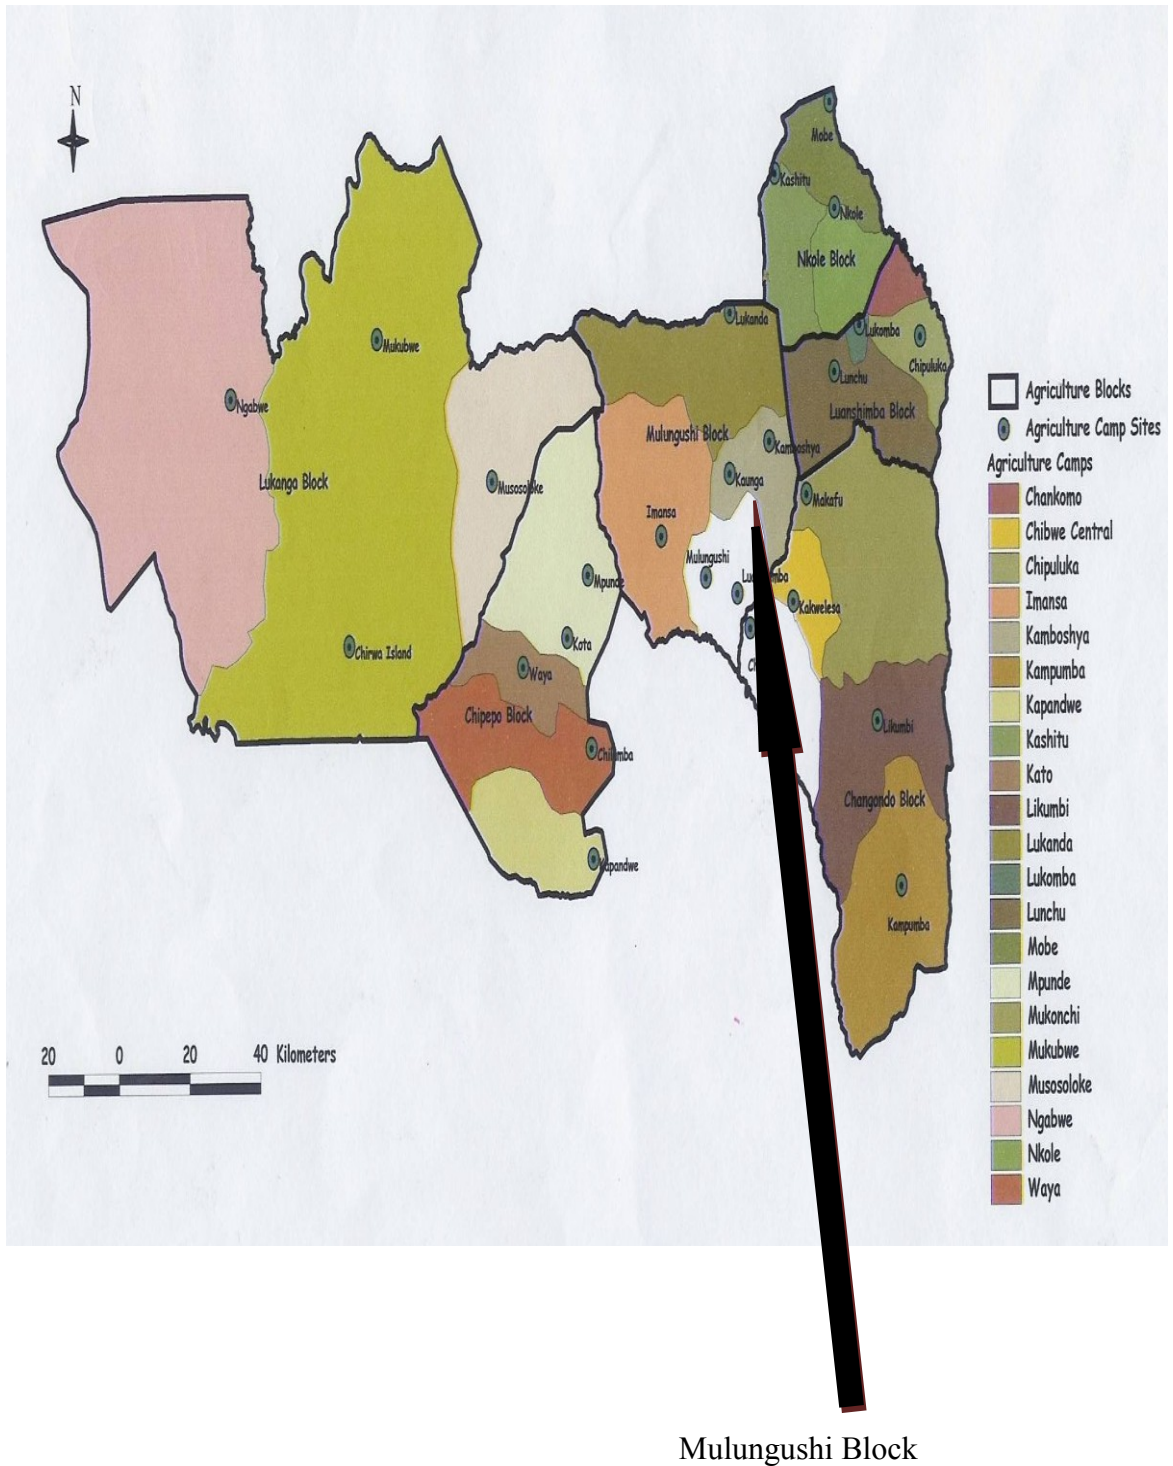 N
Mobe
Kashitu
Nkole
Nkole Block
Lukanda
Lukomba
Chipuluka
Mukubwe
Lunchu
Ngabwe
Luanshimba Block
Mulungushi Block
Kamboshya
Lukanga Block
Musosoloke
Kaunga
Makafu
Imansa
Mulungushi
Mpunde
Kakwelesa
Kota
Chirwa Island
Waya
Chipepo Block
Likumbi
Changondo Block
Kapandwe
Kampumba
Agriculture Blocks
Agriculture Camp Sites
Agriculture Camps
Chankomo
Chibwe Central
Chipuluka
Imansa
Kamboshya
Kampumba
Kapandwe
Kashitu
Kato
Likumbi
Lukanda
Lukomba
Lunchu
Mobe
Mpunde
Mukonchi
Mukubwe
Musosoloke
Ngabwe
Nkole
Waya
20 0 20 40 Kilometers
Mulungushi Block